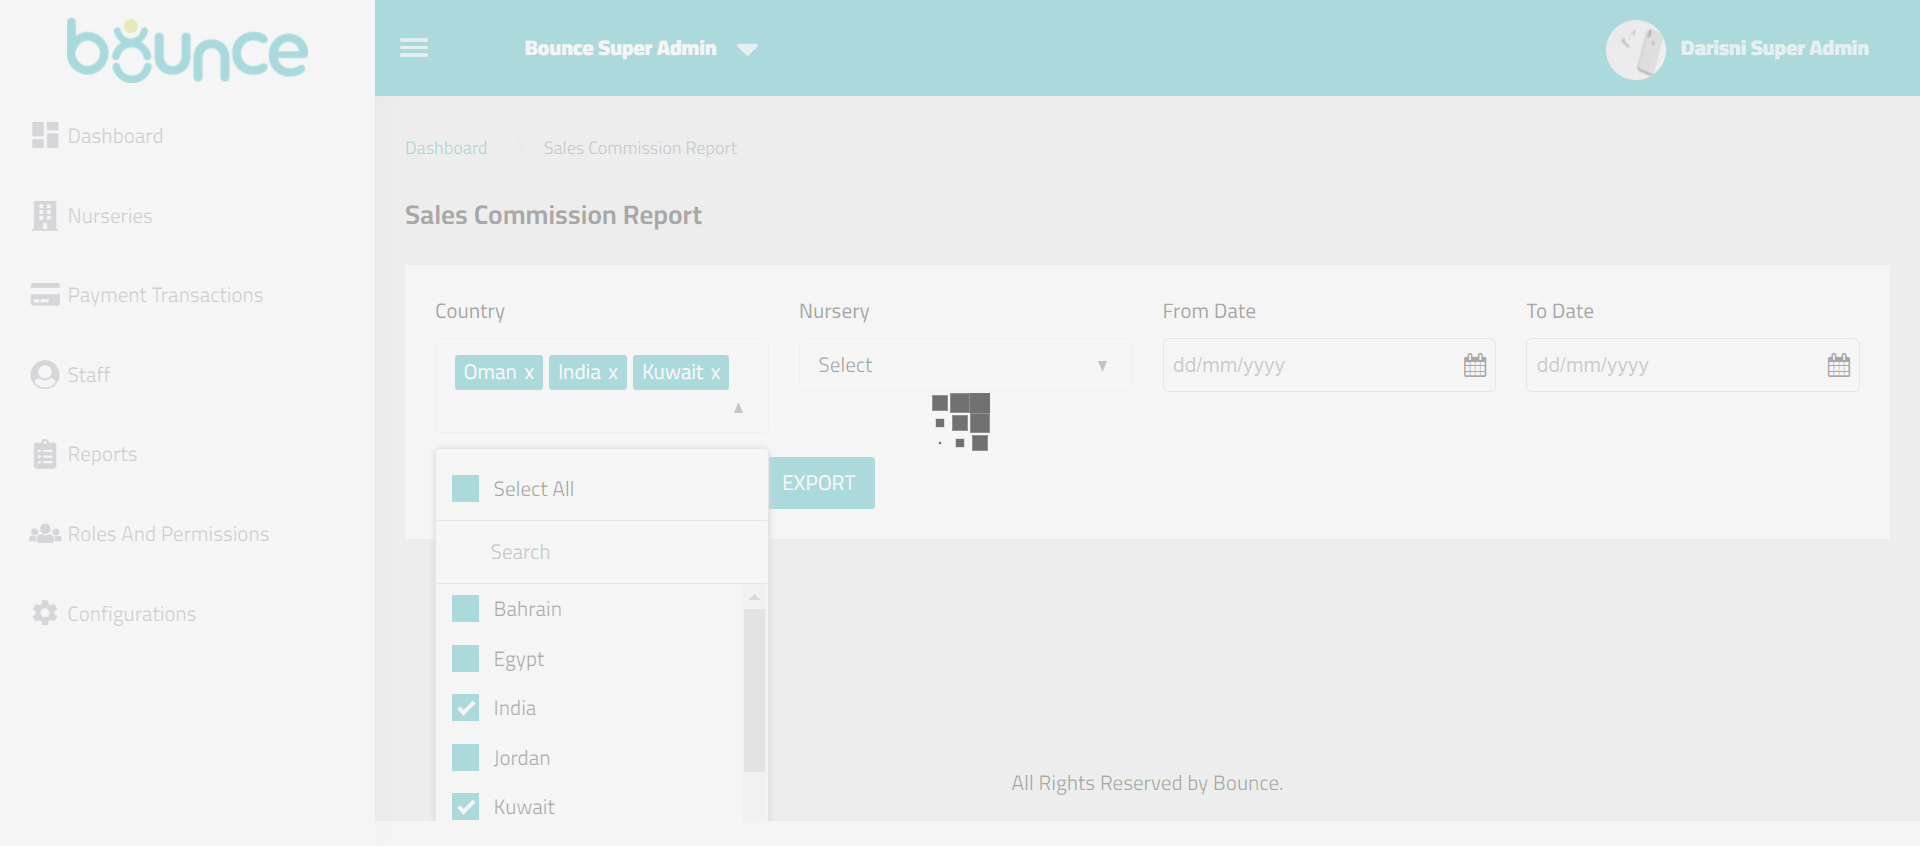 bounce
Bounce Super Admin
Darisni Super Admin
Dashboard
Nurseries
Payment Transactions
Staff
Reports
Roles And Permissions
Configurations
Dashboard
Sales Commission Report
Sales Commission Report
Country
Nursery
From Date
To Date
Oman x India x Kuwait x
Select
dd/mm/yyyy
dd/mm/yyyy
EXPORT
Select All
Search
Bahrain
Egypt
India
Jordan
Kuwait
All Rights Reserved by Bounce.